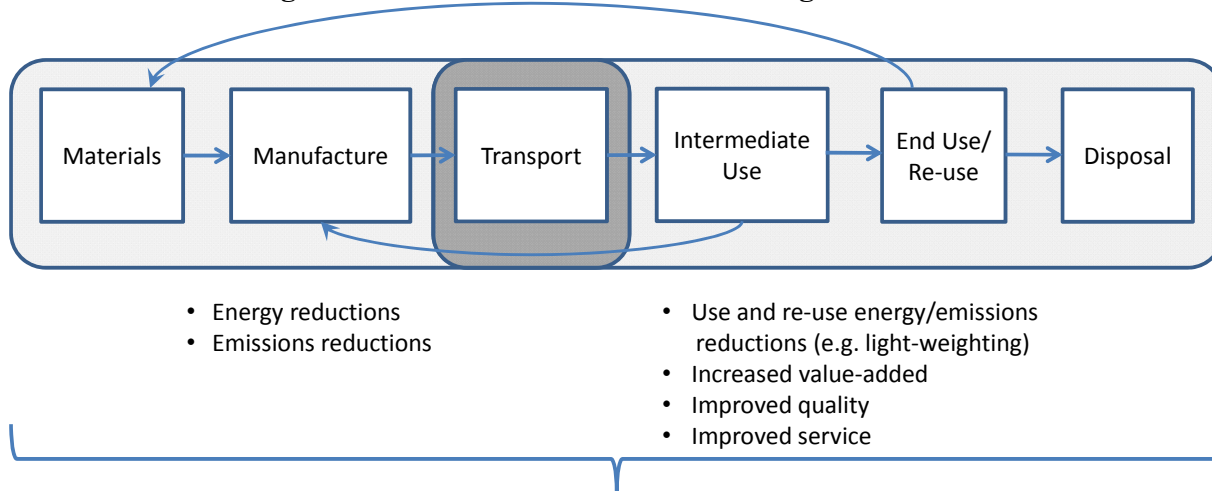 Materials
Manufacture
Transport
Intermediate
Use
End Use/
Re-use
Disposal
• Energy reductions
• Emissions reductions
• Use and re-use energy/emissions
reductions (e.g. light-weighting)
• Increased value-added
• Improved quality
• Improved service